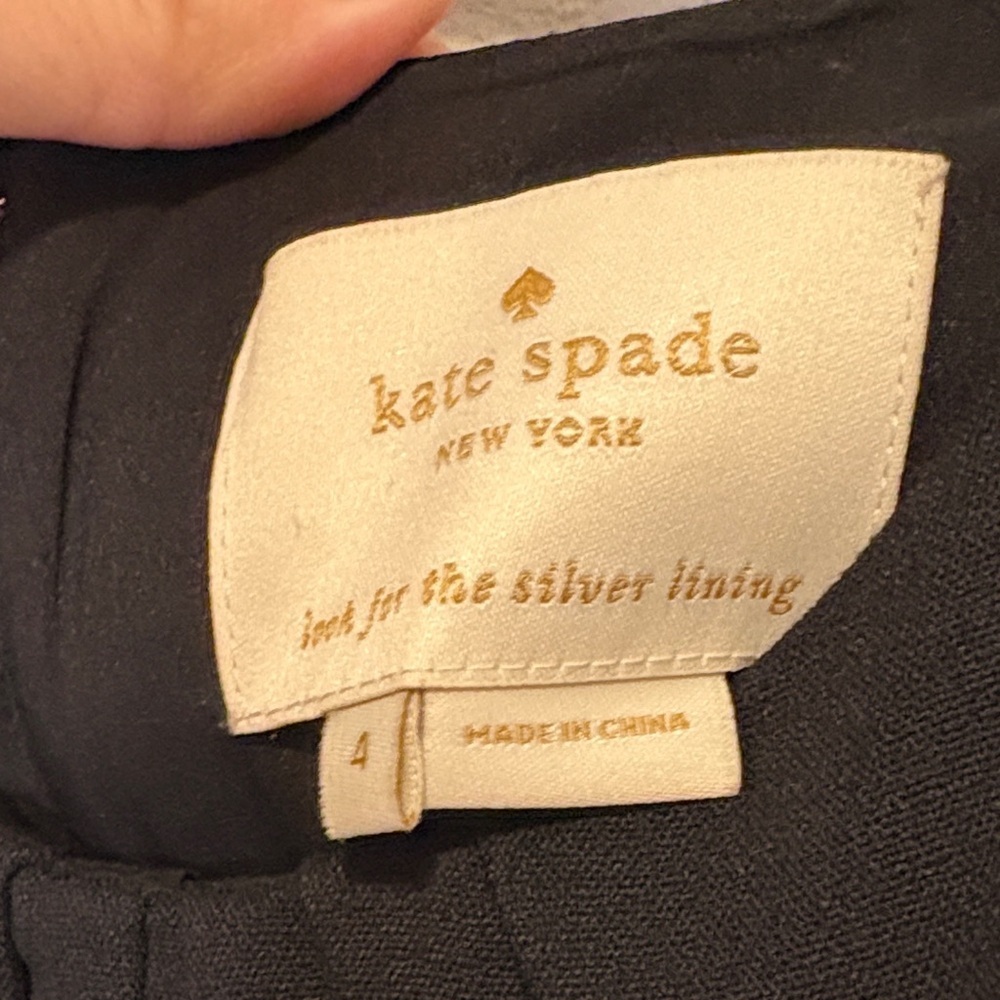 kate spade
NEW YORK
look for the silver lining
4
MADE IN CHINA